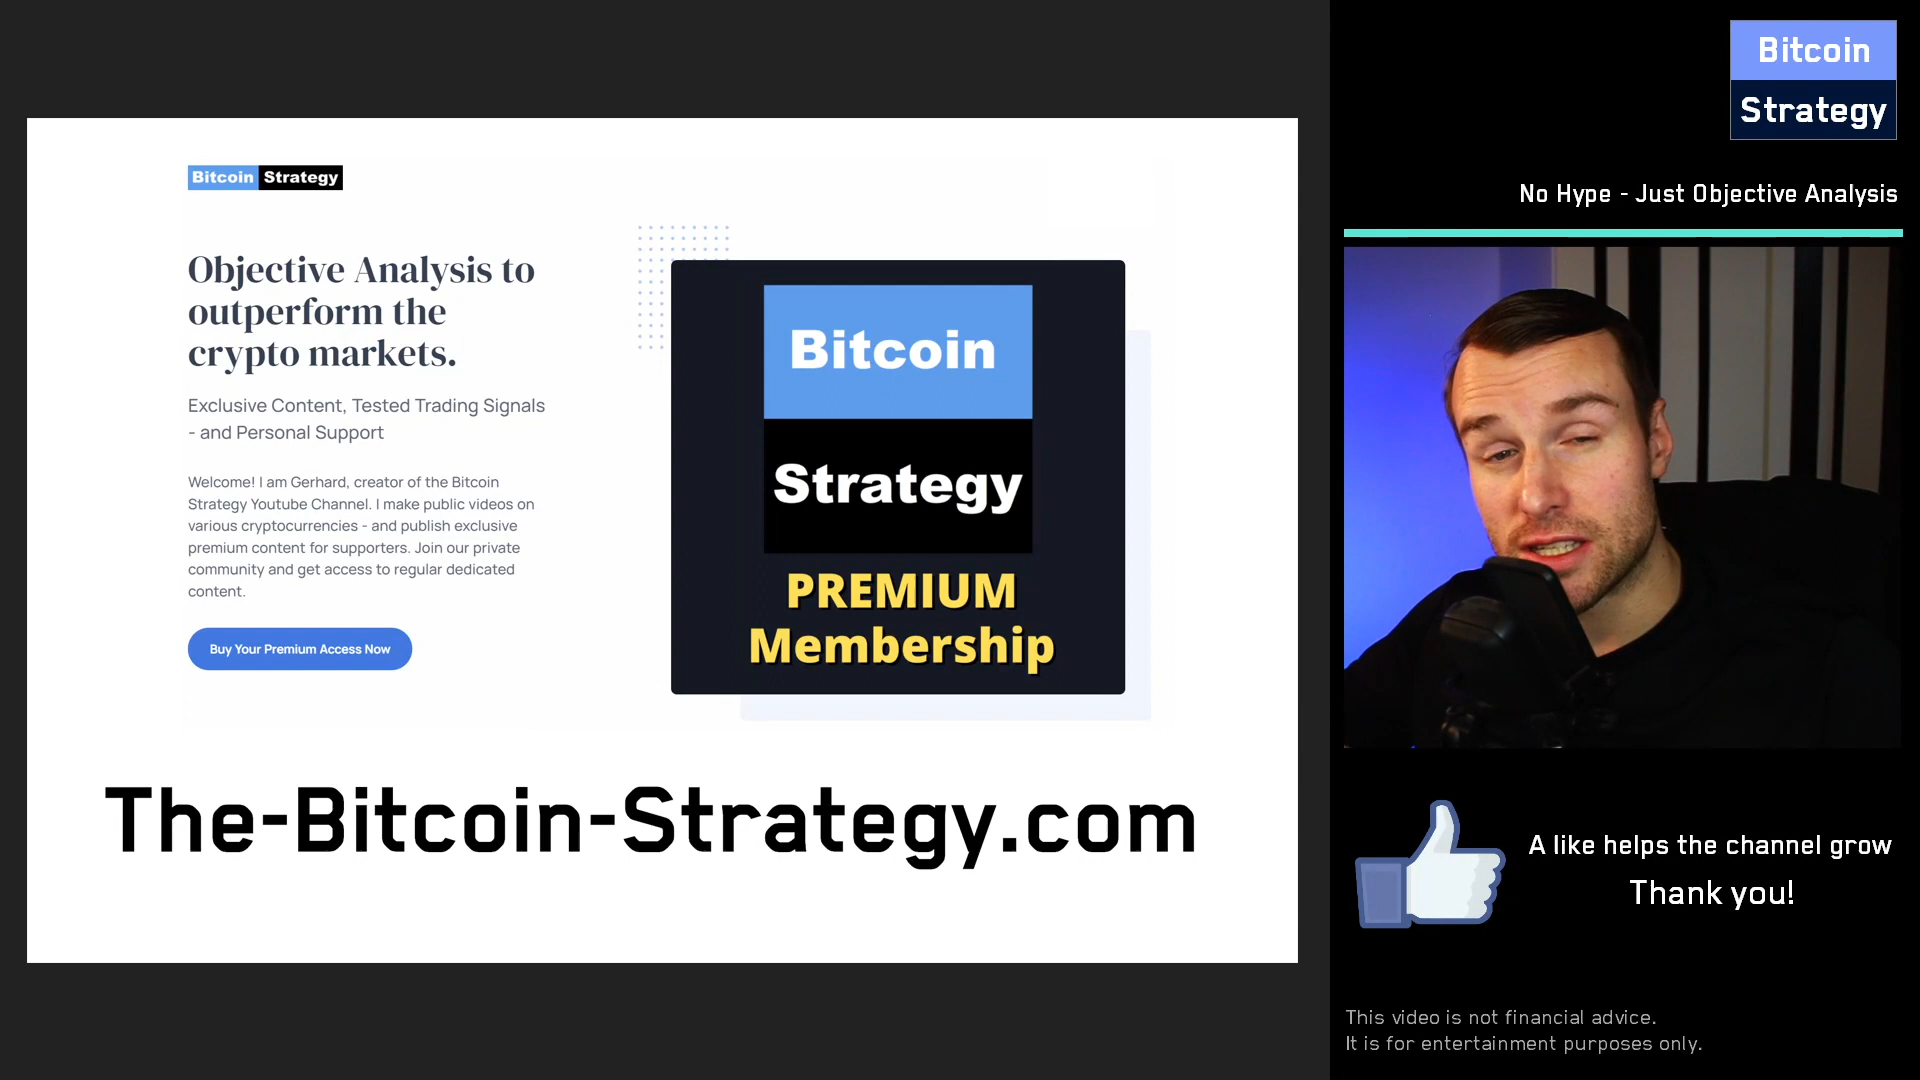 Bitcoin Strategy
Objective Analysis to
outperform the
crypto markets.
Exclusive Content, Tested Trading Signals
- and Personal Support
Welcome! I am Gerhard, creator of the Bitcoin
Strategy Youtube Channel. I make public videos on
various cryptocurrencies - and publish exclusive
premium content for supporters. Join our private
community and get access to regular dedicated
content.
Buy Your Premium Access Now
Bitcoin
Strategy
PREMIUM
Membership
The-Bitcoin-Strategy.com
Bitcoin
Strategy
No Hype - Just Objective Analysis
A like helps the channel grow
Thank you!
This video is not financial advice.
It is for entertainment purposes only.